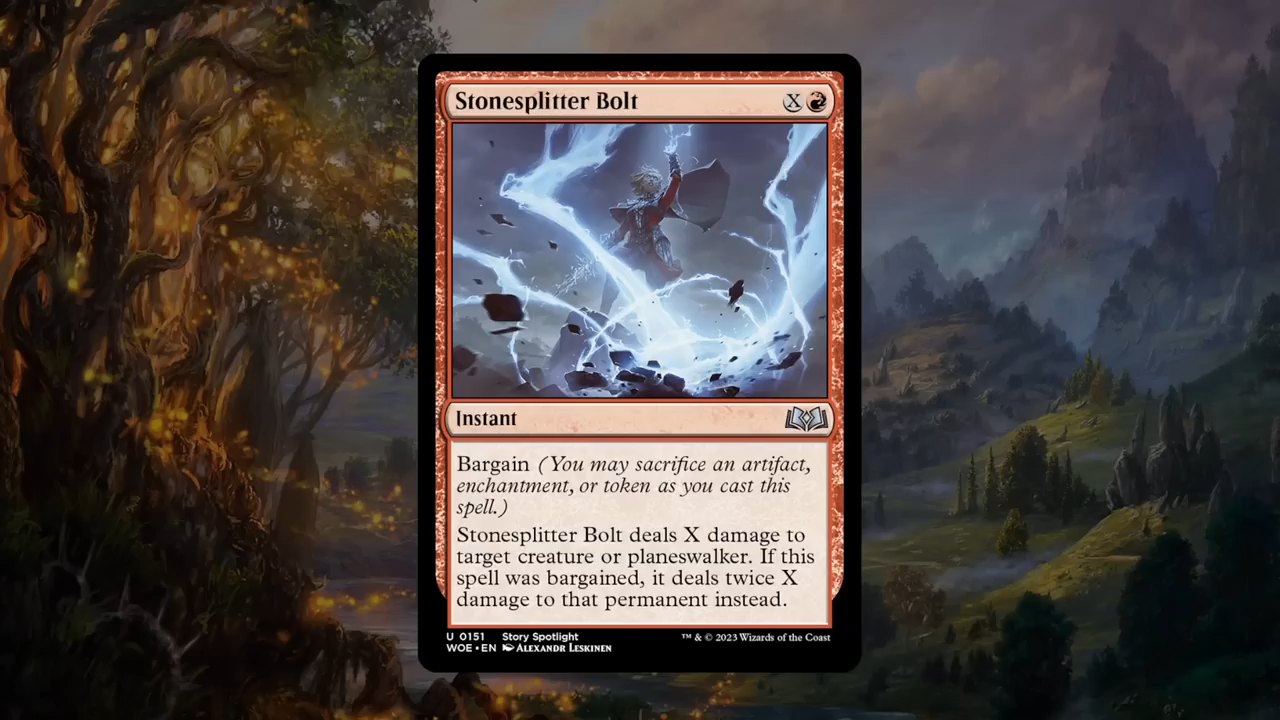 Stonesplitter Bolt X
Instant
Bargain (You may sacrifice an artifact,
enchantment, or token as you cast this
spell.)
Stonesplitter Bolt deals X damage to
target creature or planeswalker. If this
spell was bargained, it deals twice X
damage to that permanent instead.
U 0151 Story Spotlight ™ & © 2023 Wizards of the Coast
WOE • EN ALEXANDR LESKINEN